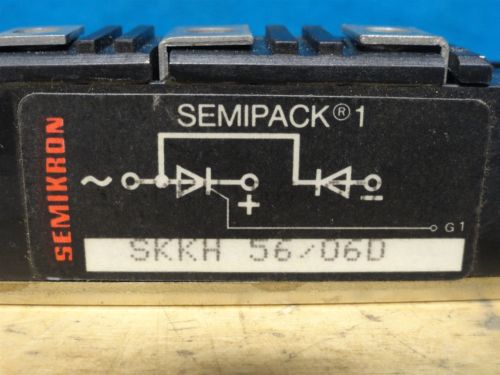 SEMIKRON
SEMIPACK® 1
~ + −
G1
SKKH 56/06D